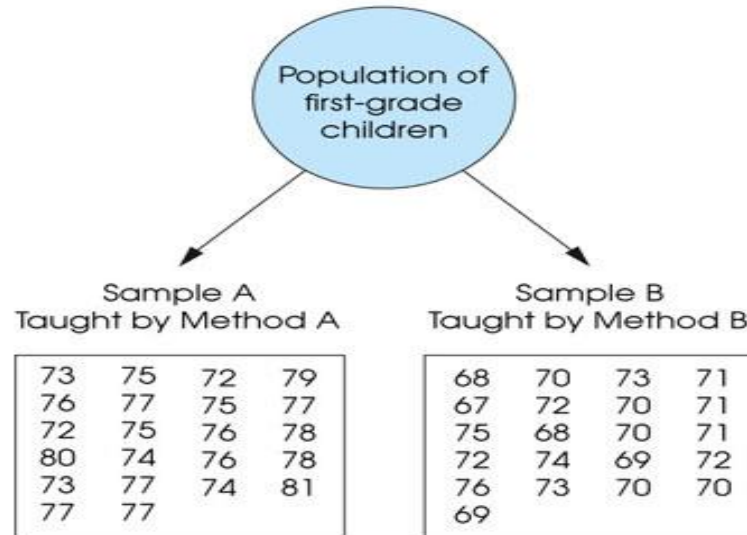 Population of
first-grade
children
Sample A
Taught by Method A
73 75 72 79
76 77 75 77
72 75 76 78
80 74 76 78
73 77 74 81
77 77
Sample B
Taught by Method B
68 70 73 71
67 72 70 71
75 68 70 71
72 74 69 72
76 73 70 70
69